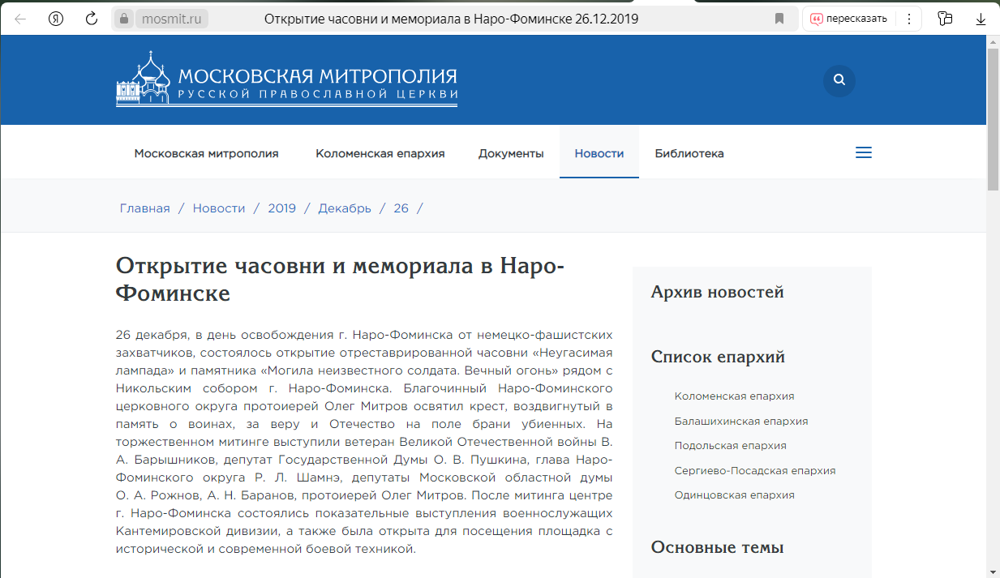 mosmit.ru
Открытие часовни и мемориала в Наро-Фоминске 26.12.2019
пересказать
МОСКОВСКАЯ МИТРОПОЛИЯ
РУССКОЙ ПРАВОСЛАВНОЙ ЦЕРКВИ
Московская митрополия Коломенская епархия Документы Новости Библиотека
Главная / Новости / 2019 / Декабрь / 26 /
Открытие часовни и мемориала в Наро-
Фоминске
26 декабря, в день освобождения г. Наро-Фоминска от немецко-фашистских
захватчиков, состоялось открытие отреставрированной часовни «Неугасимая
лампада» и памятника «Могила неизвестного солдата. Вечный огонь» рядом с
Никольским собором г. Наро-Фоминска. Благочинный Наро-Фоминского
церковного округа протоиерей Олег Митров освятил крест, воздвигнутый в
память о воинах, за веру и Отечество на поле брани убиенных. На
торжественном митинге выступили ветеран Великой Отечественной войны В.
А. Барышников, депутат Государственной Думы О. В. Пушкина, глава Наро-
Фоминского округа Р. Л. Шамнэ, депутаты Московской областной думы
О. А. Рожнов, А. Н. Баранов, протоиерей Олег Митров. После митинга центре
г. Наро-Фоминска состоялись показательные выступления военнослужащих
Кантемировской дивизии, а также была открыта для посещения площадка с
исторической и современной боевой техникой.
Архив новостей
Список епархий
Коломенская епархия
Балашихинская епархия
Подольская епархия
Сергиево-Посадская епархия
Одинцовская епархия
Основные темы